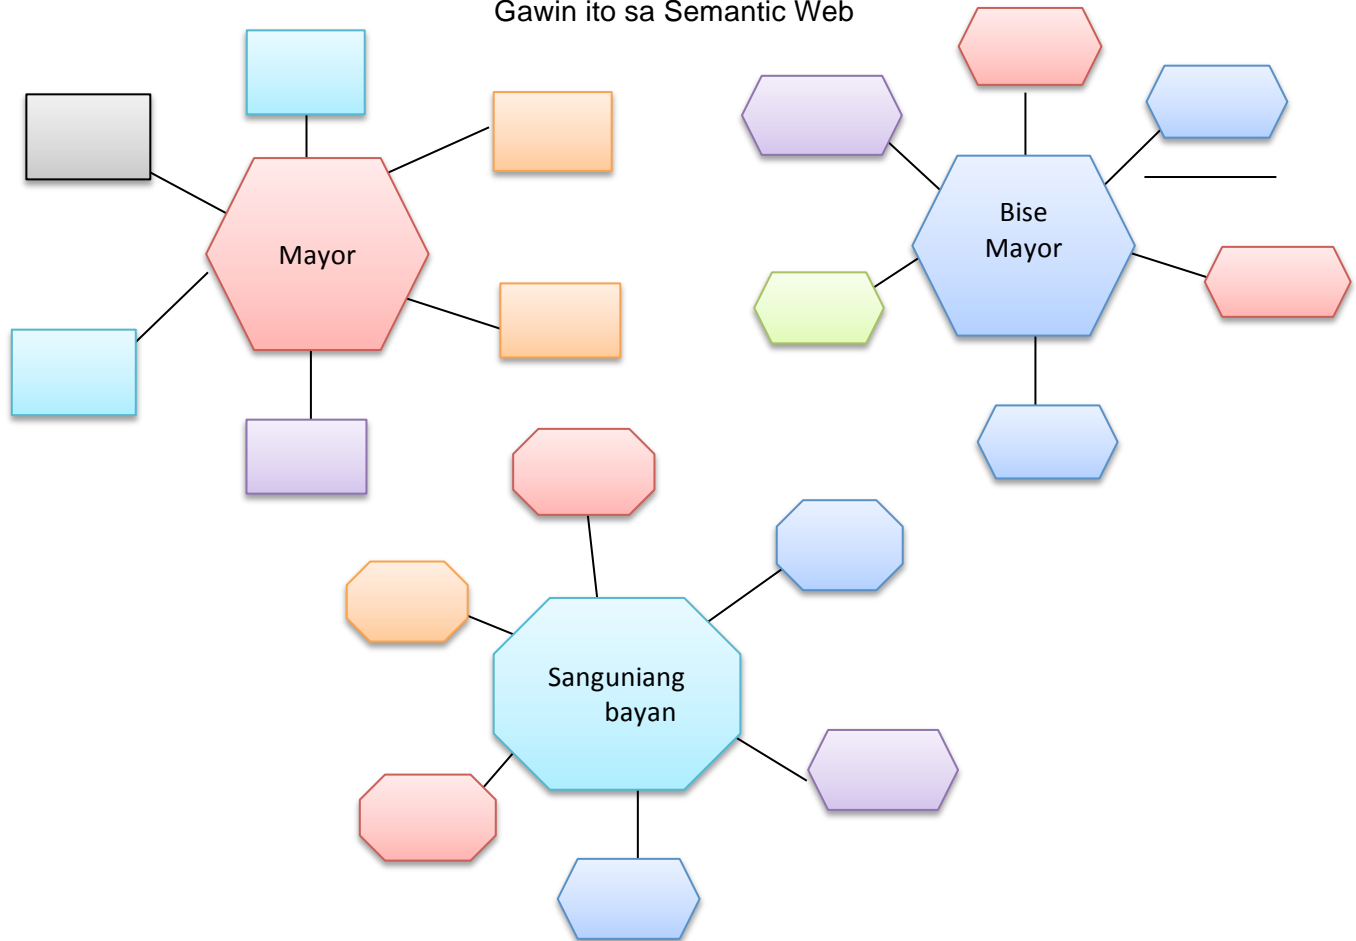 Gawin ito sa Semantic Web
Mayor
Bise
Mayor
Sanguniang
bayan